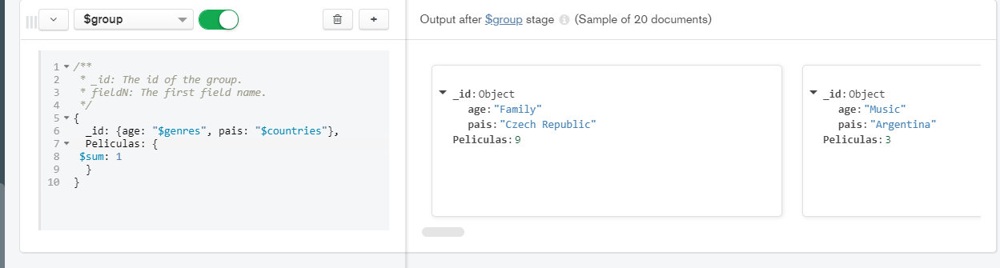 $group
+
Output after $group stage (Sample of 20 documents)
1 /**
2 * _id: The id of the group.
3 * fieldN: The first field name.
4 */
5 {
6 _id: {age: "$genres", pais: "$countries"},
7 Peliculas: {
8 $sum: 1
9 }
10 }
_id: Object
age: "Family"
pais: "Czech Republic"
Peliculas: 9
_id: Object
age: "Music"
pais: "Argentina"
Peliculas: 3